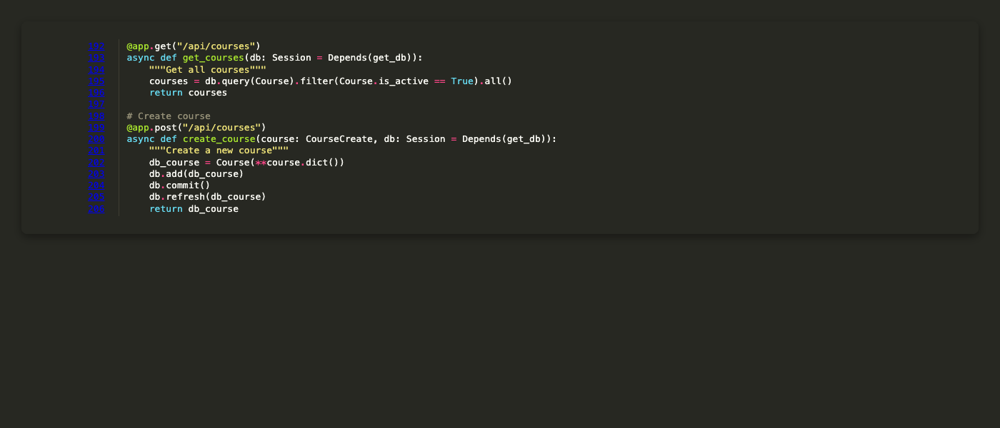 192 @app.get("/api/courses")
193 async def get_courses(db: Session = Depends(get_db)):
194     """Get all courses"""
195     courses = db.query(Course).filter(Course.is_active == True).all()
196     return courses
197
198 # Create course
199 @app.post("/api/courses")
200 async def create_course(course: CourseCreate, db: Session = Depends(get_db)):
201     """Create a new course"""
202     db_course = Course(**course.dict())
203     db.add(db_course)
204     db.commit()
205     db.refresh(db_course)
206     return db_course